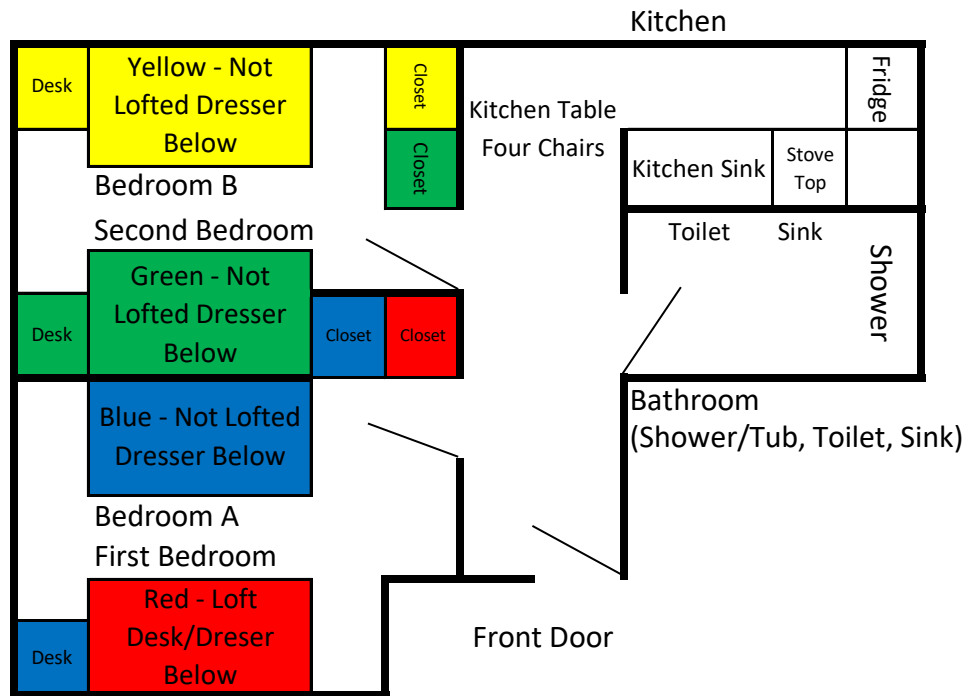 Kitchen
Desk
Yellow - Not
Lofted Dresser
Below
Closet
Closet
Kitchen Table
Four Chairs
Fridge
Kitchen Sink
Stove
Top
Bedroom B
Second Bedroom
Toilet
Sink
Shower
Desk
Green - Not
Lofted Dresser
Below
Closet
Closet
Blue - Not Lofted
Dresser Below
Bathroom
(Shower/Tub, Toilet, Sink)
Bedroom A
First Bedroom
Desk
Red - Loft
Desk/Dreser
Below
Front Door